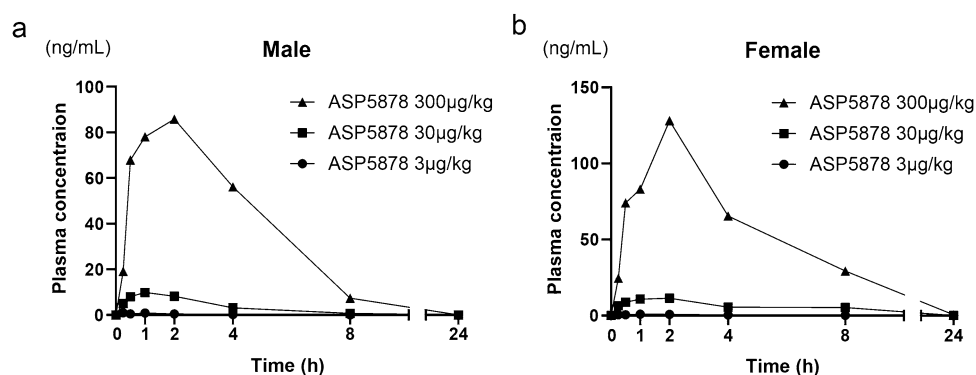 a
(ng/mL)
Male
Plasma concentraion
100
80
60
40
20
0
ASP5878 300μg/kg
ASP5878 30μg/kg
ASP5878 3μg/kg
0 1 2 4 8 24
Time (h)
b
(ng/mL)
Female
Plasma concentraion
150
100
50
0
ASP5878 300μg/kg
ASP5878 30μg/kg
ASP5878 3μg/kg
0 1 2 4 8 24
Time (h)